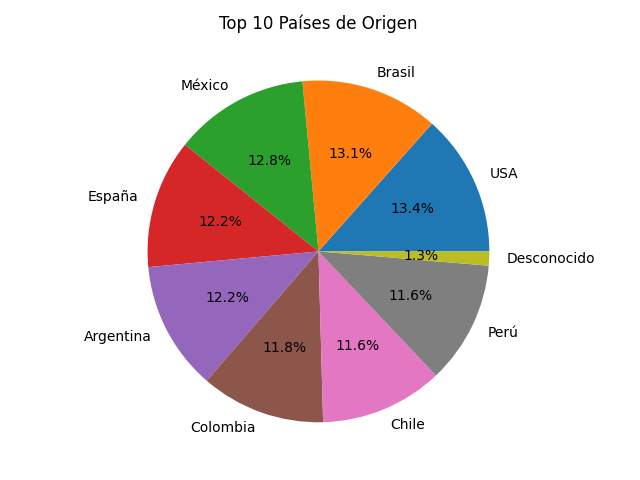 Top 10 Países de Origen
Brasil
México
USA
España
Argentina
Colombia
Chile
Perú
Desconocido
13.1%
12.8%
13.4%
12.2%
12.2%
11.8%
11.6%
11.6%
1.3%